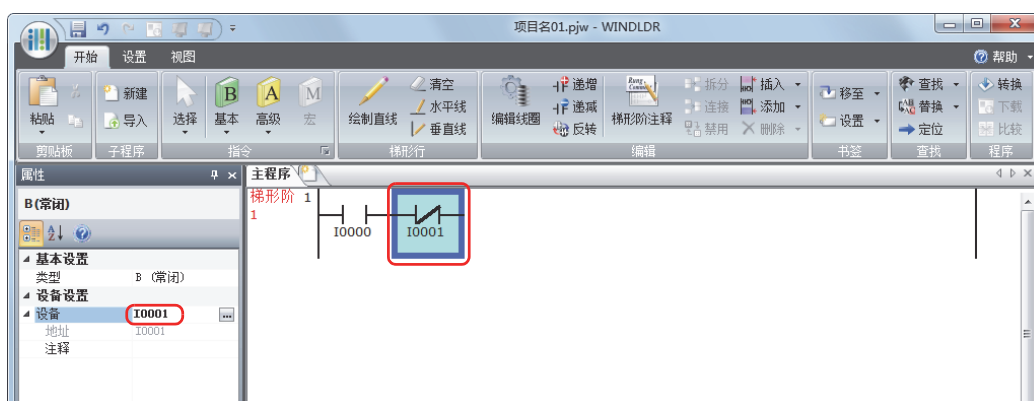 项目名01.pjw - WINDLDR
开始 设置 视图 帮助
粘贴 新建 导入 选择 B 基本 A 高级 M 宏 绘制直线 清空 水平线 垂直线 编辑线圈 递增 递减 反转 Rung Comment 梯形阶注释 拆分 连接 禁用 插入 添加 删除 移至 设置 查找 替换 定位 转换 下载 比较
剪贴板 子程序 指令 梯形行 编辑 书签 查找 程序
属性
主程序
B(常闭)
梯形阶 1
1
I0000 I0001
基本设置
类型 B (常闭)
设备设置
设备 I0001 ...
地址 I0001
注释